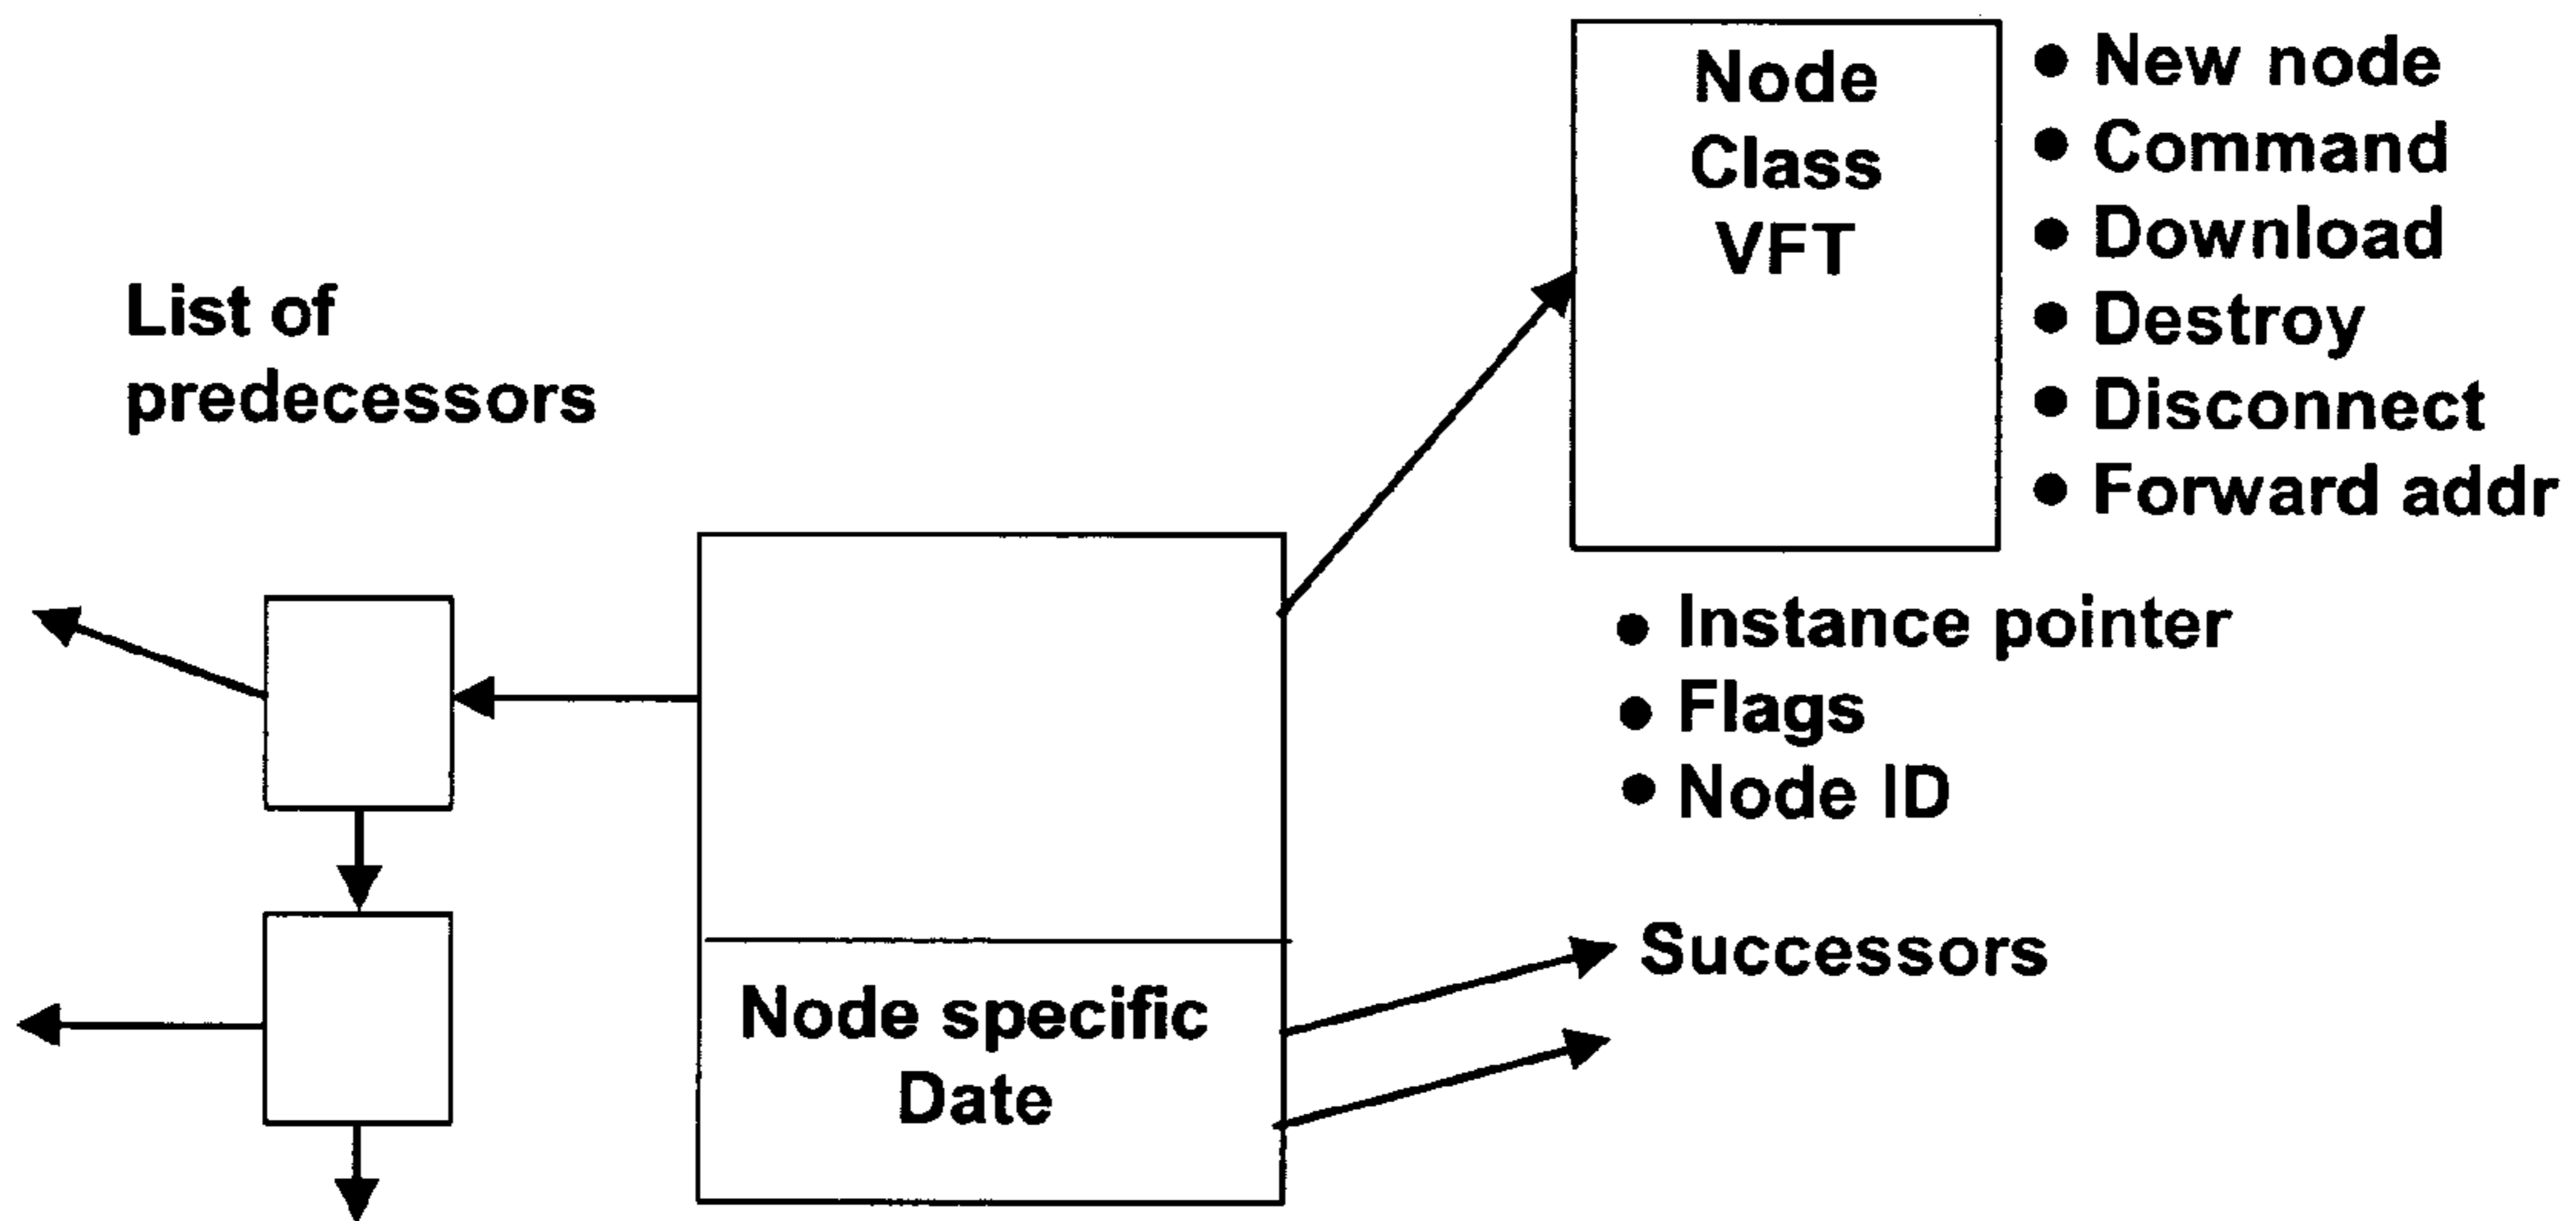 List of
predecessors
Node
Class
VFT
• New node
• Command
• Download
• Destroy
• Disconnect
• Forward addr
• Instance pointer
• Flags
• Node ID
Successors
Node specific
Date